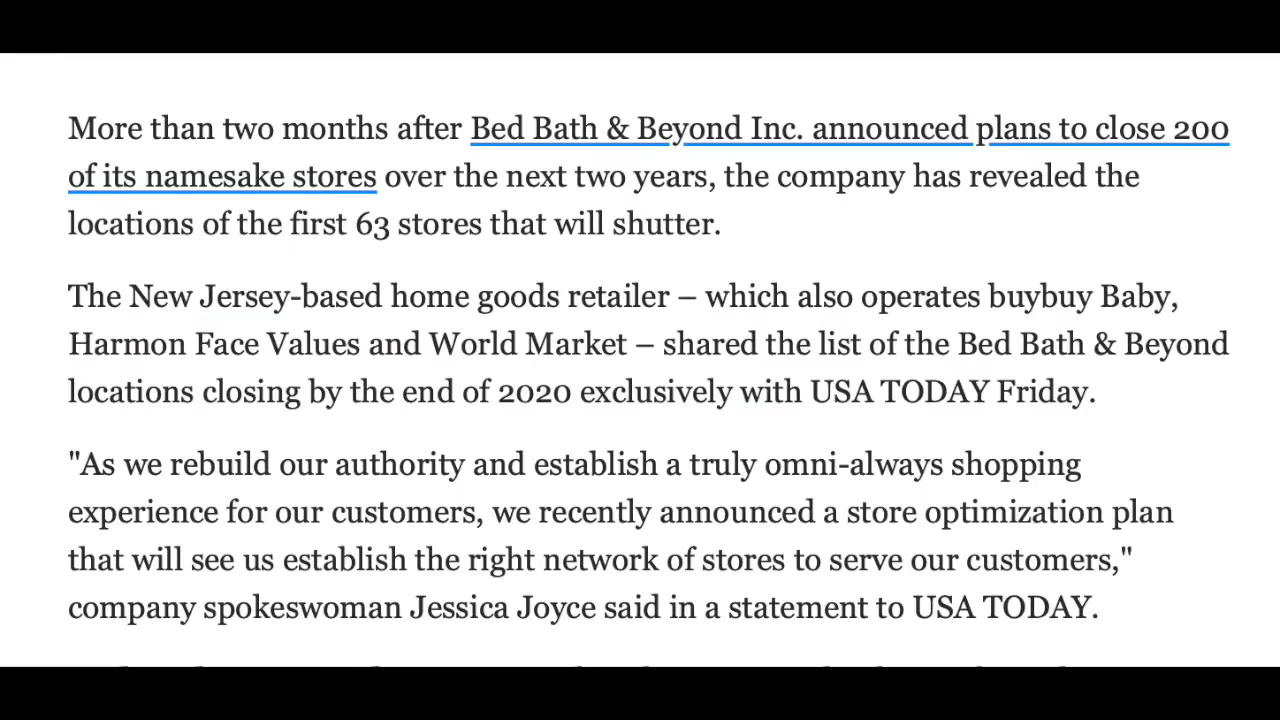 More than two months after Bed Bath & Beyond Inc. announced plans to close 200
of its namesake stores over the next two years, the company has revealed the
locations of the first 63 stores that will shutter.
The New Jersey-based home goods retailer – which also operates buybuy Baby,
Harmon Face Values and World Market – shared the list of the Bed Bath & Beyond
locations closing by the end of 2020 exclusively with USA TODAY Friday.
"As we rebuild our authority and establish a truly omni-always shopping
experience for our customers, we recently announced a store optimization plan
that will see us establish the right network of stores to serve our customers,"
company spokeswoman Jessica Joyce said in a statement to USA TODAY.